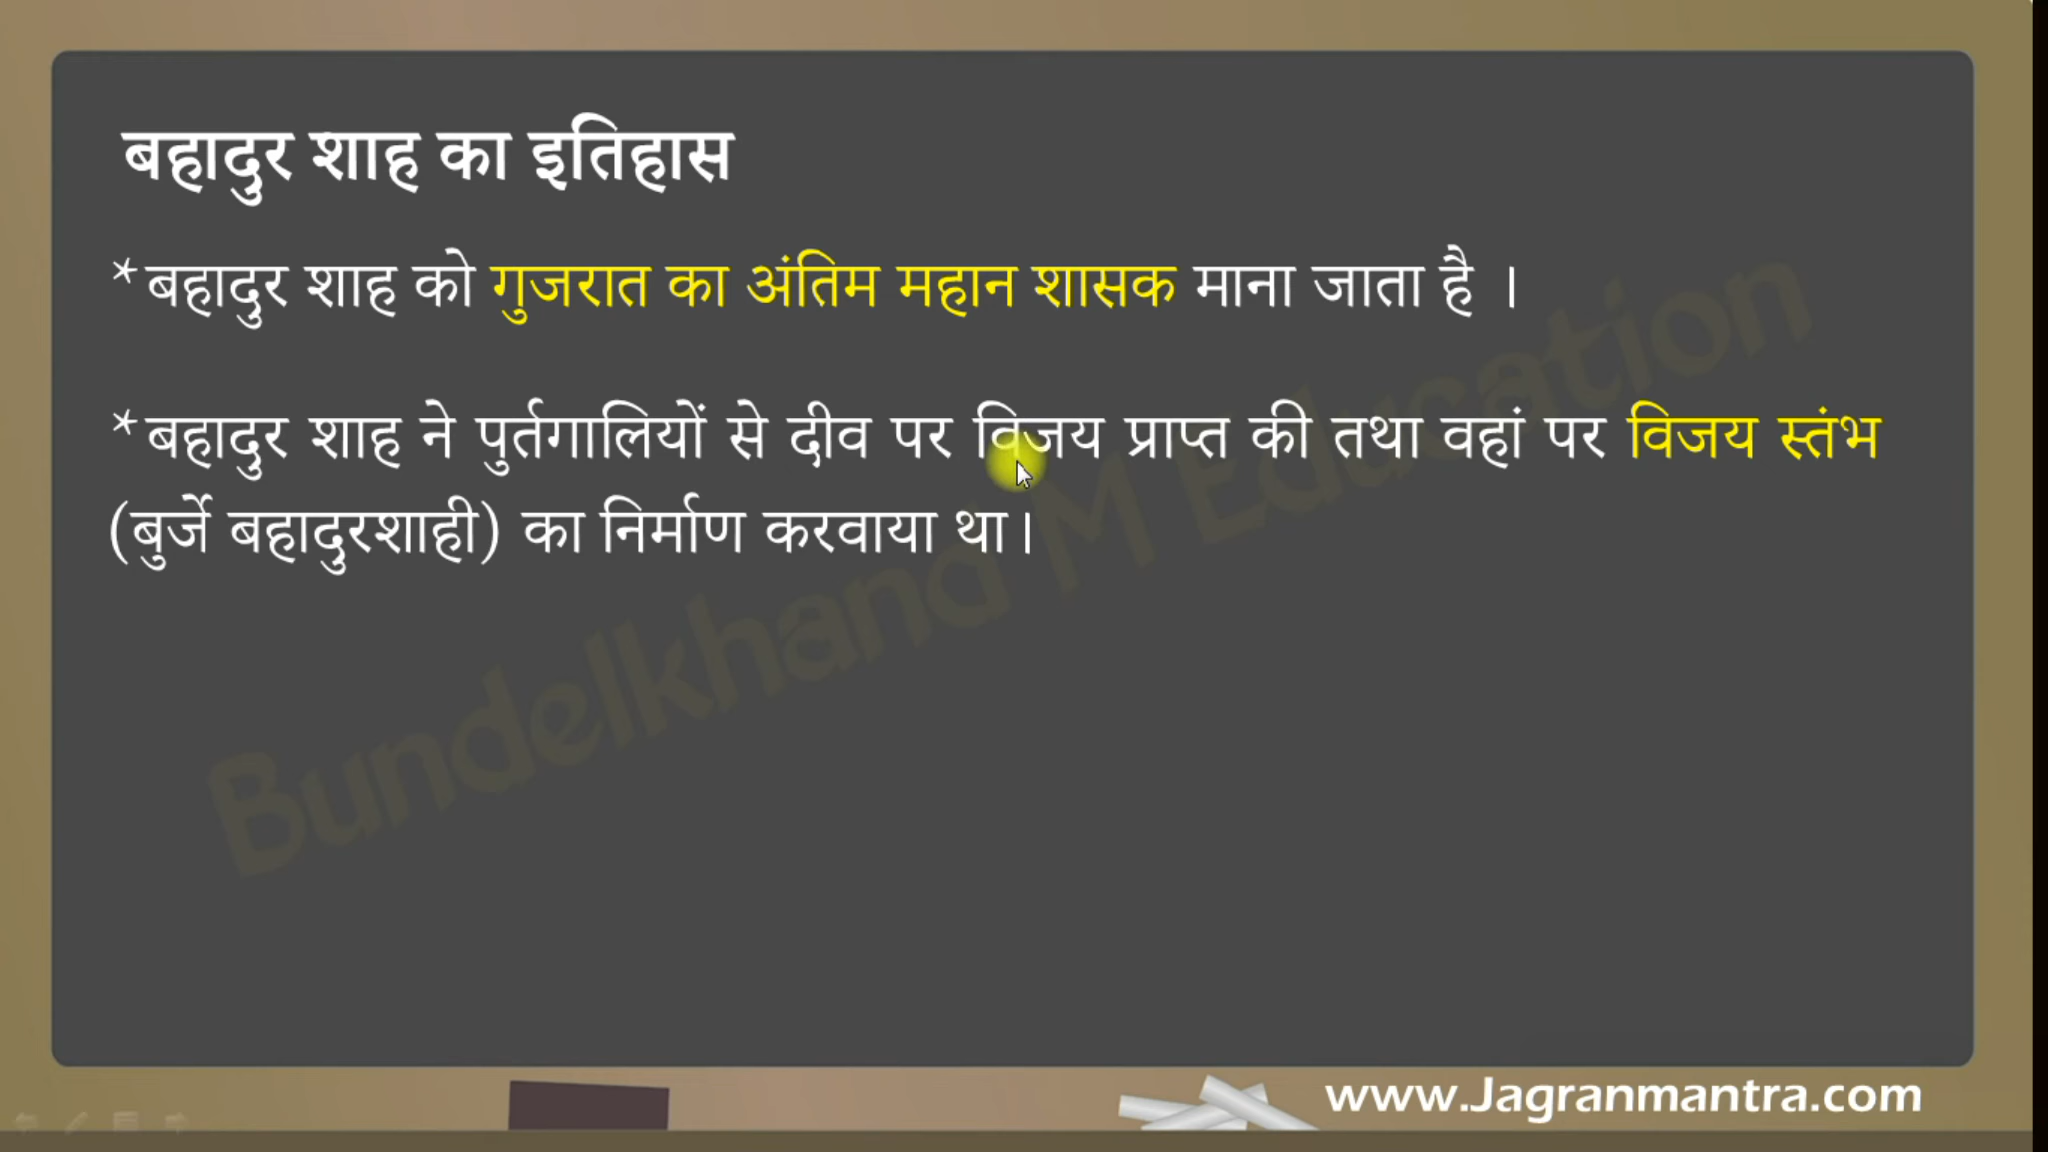 बहादुर शाह का इतिहास
*बहादुर शाह को गुजरात का अंतिम महान शासक माना जाता है ।
*बहादुर शाह ने पुर्तगालियों से दीव पर विजय प्राप्त की तथा वहां पर विजय स्तंभ
(बुर्जे बहादुरशाही) का निर्माण करवाया था।
Bundelkhand M Education
www.Jagranmantra.com